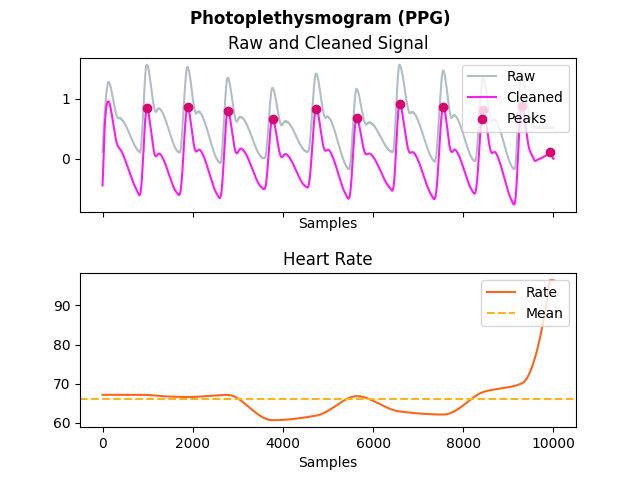 Photoplethysmogram (PPG)
Raw and Cleaned Signal
1
0
Raw
Cleaned
Peaks
Samples
Heart Rate
90
80
70
60
Rate
Mean
0 2000 4000 6000 8000 10000
Samples